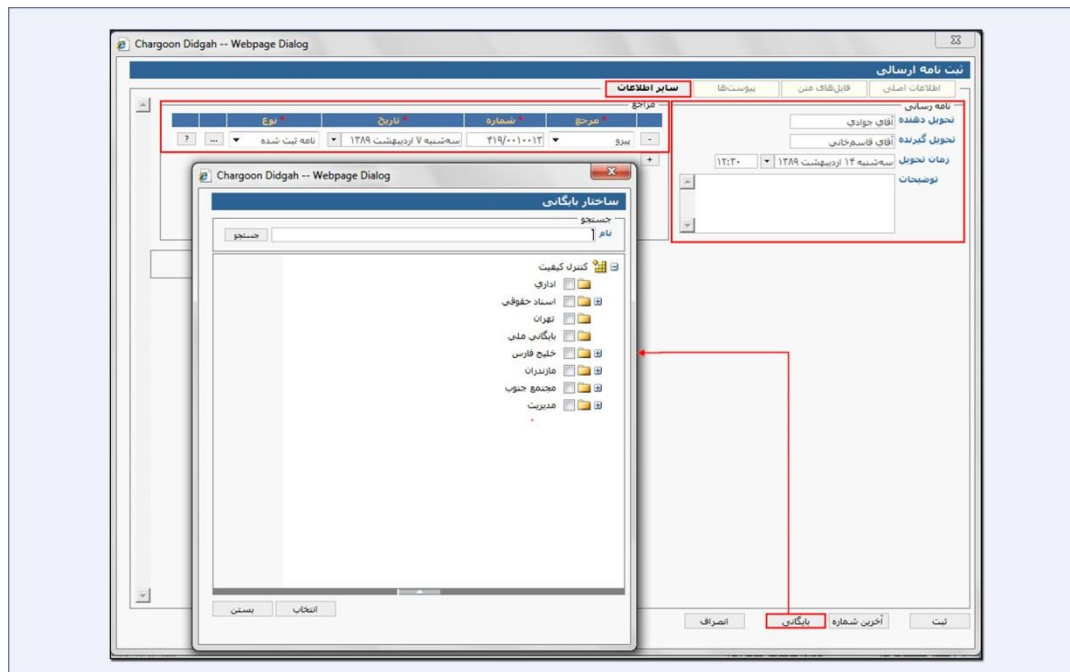 Chargoon Didgah -- Webpage Dialog
ثبت نامه ارسالی
اطلاعات اصلی
فایل‌های متن
پیوست‌ها
سایر اطلاعات
نامه رسانی
تحویل دهنده آقای جوادی
تحویل گیرنده آقای قاسم‌خانی
زمان تحویل سه‌شنبه ۱۴ اردیبهشت ۱۳۸۹ ۱۲:۳۰
توضیحات
مراجع
* مرجع * شماره * تاریخ * نوع
- پیرو ۴۱۹/۰۰۱۰۰۱۳ سه‌شنبه ۷ اردیبهشت ۱۳۸۹ نامه ثبت شده ... ?
+
Chargoon Didgah -- Webpage Dialog
ساختار بایگانی
جستجو
نام جستجو
کنترل کیفیت
اداری
اسناد حقوقی
تهران
بایگانی ملی
خلیج فارس
مازندران
مجتمع جنوب
مدیریت
انتخاب بستن
ثبت آخرین شماره بایگانی انصراف